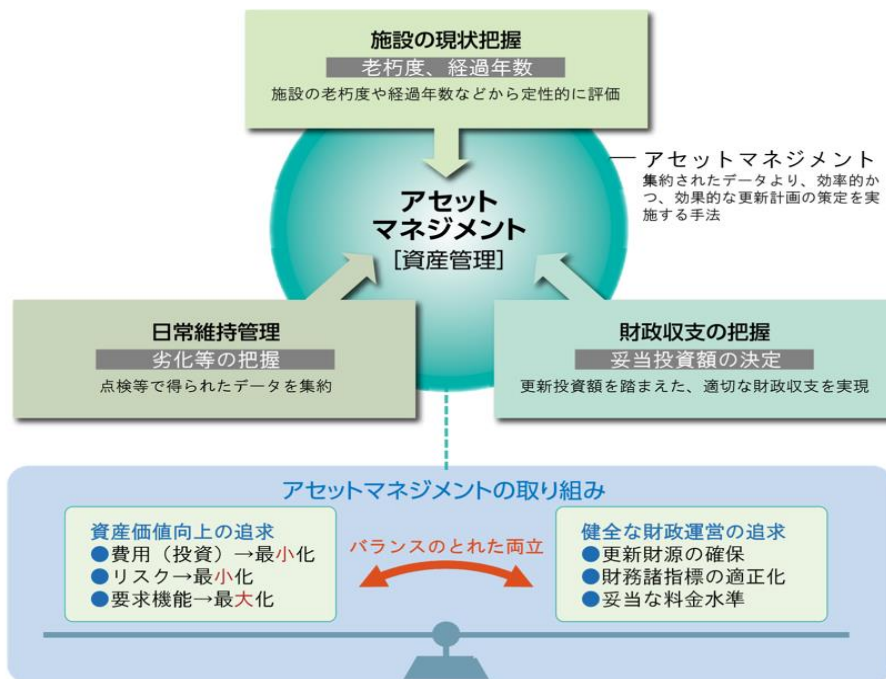 施設の現状把握
老朽度、経過年数
施設の老朽度や経過年数などから定性的に評価
アセットマネジメント
集約されたデータより、効率的か
つ、効果的な更新計画の策定を実
施する手法
アセット
マネジメント
[資産管理]
日常維持管理
劣化等の把握
点検等で得られたデータを集約
財政収支の把握
妥当投資額の決定
更新投資額を踏まえた、適切な財政収支を実現
アセットマネジメントの取り組み
資産価値向上の追求
●費用（投資）→最小化
●リスク→最小化
●要求機能→最大化
バランスのとれた両立
健全な財政運営の追求
●更新財源の確保
●財務諸指標の適正化
●妥当な料金水準